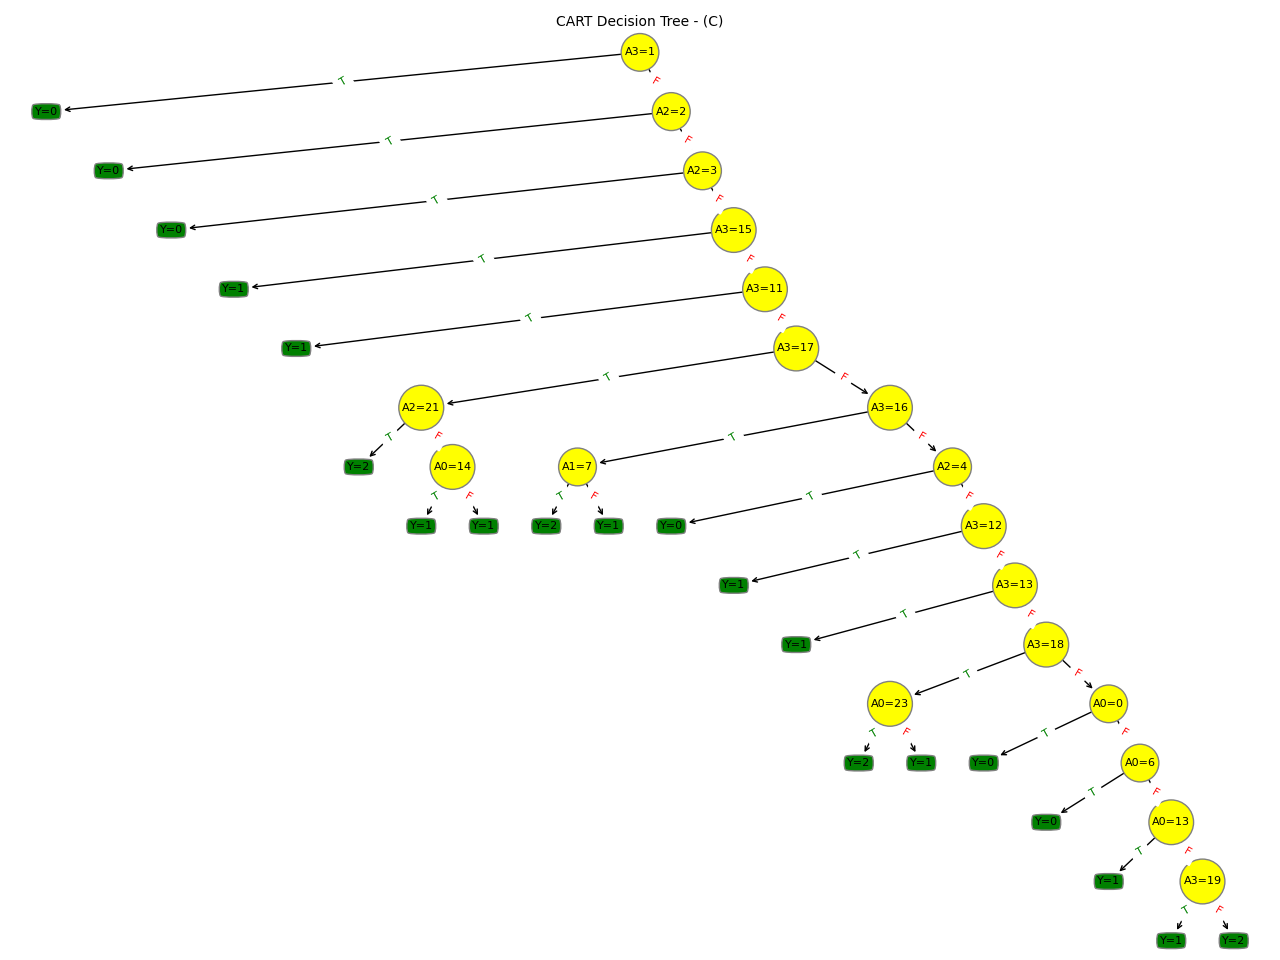 CART Decision Tree - (C)
A3=1
T
F
Y=0
A2=2
T
F
Y=0
A2=3
T
F
Y=0
A3=15
T
F
Y=1
A3=11
T
F
Y=1
A3=17
T
F
A2=21
A3=16
T
F
T
F
Y=2
A0=14
A1=7
A2=4
T
F
T
F
T
F
Y=1
Y=1
Y=2
Y=1
Y=0
A3=12
T
F
Y=1
A3=13
T
F
Y=1
A3=18
T
F
A0=23
A0=0
T
F
T
F
Y=2
Y=1
Y=0
A0=6
T
F
Y=0
A0=13
T
F
Y=1
A3=19
T
F
Y=1
Y=2